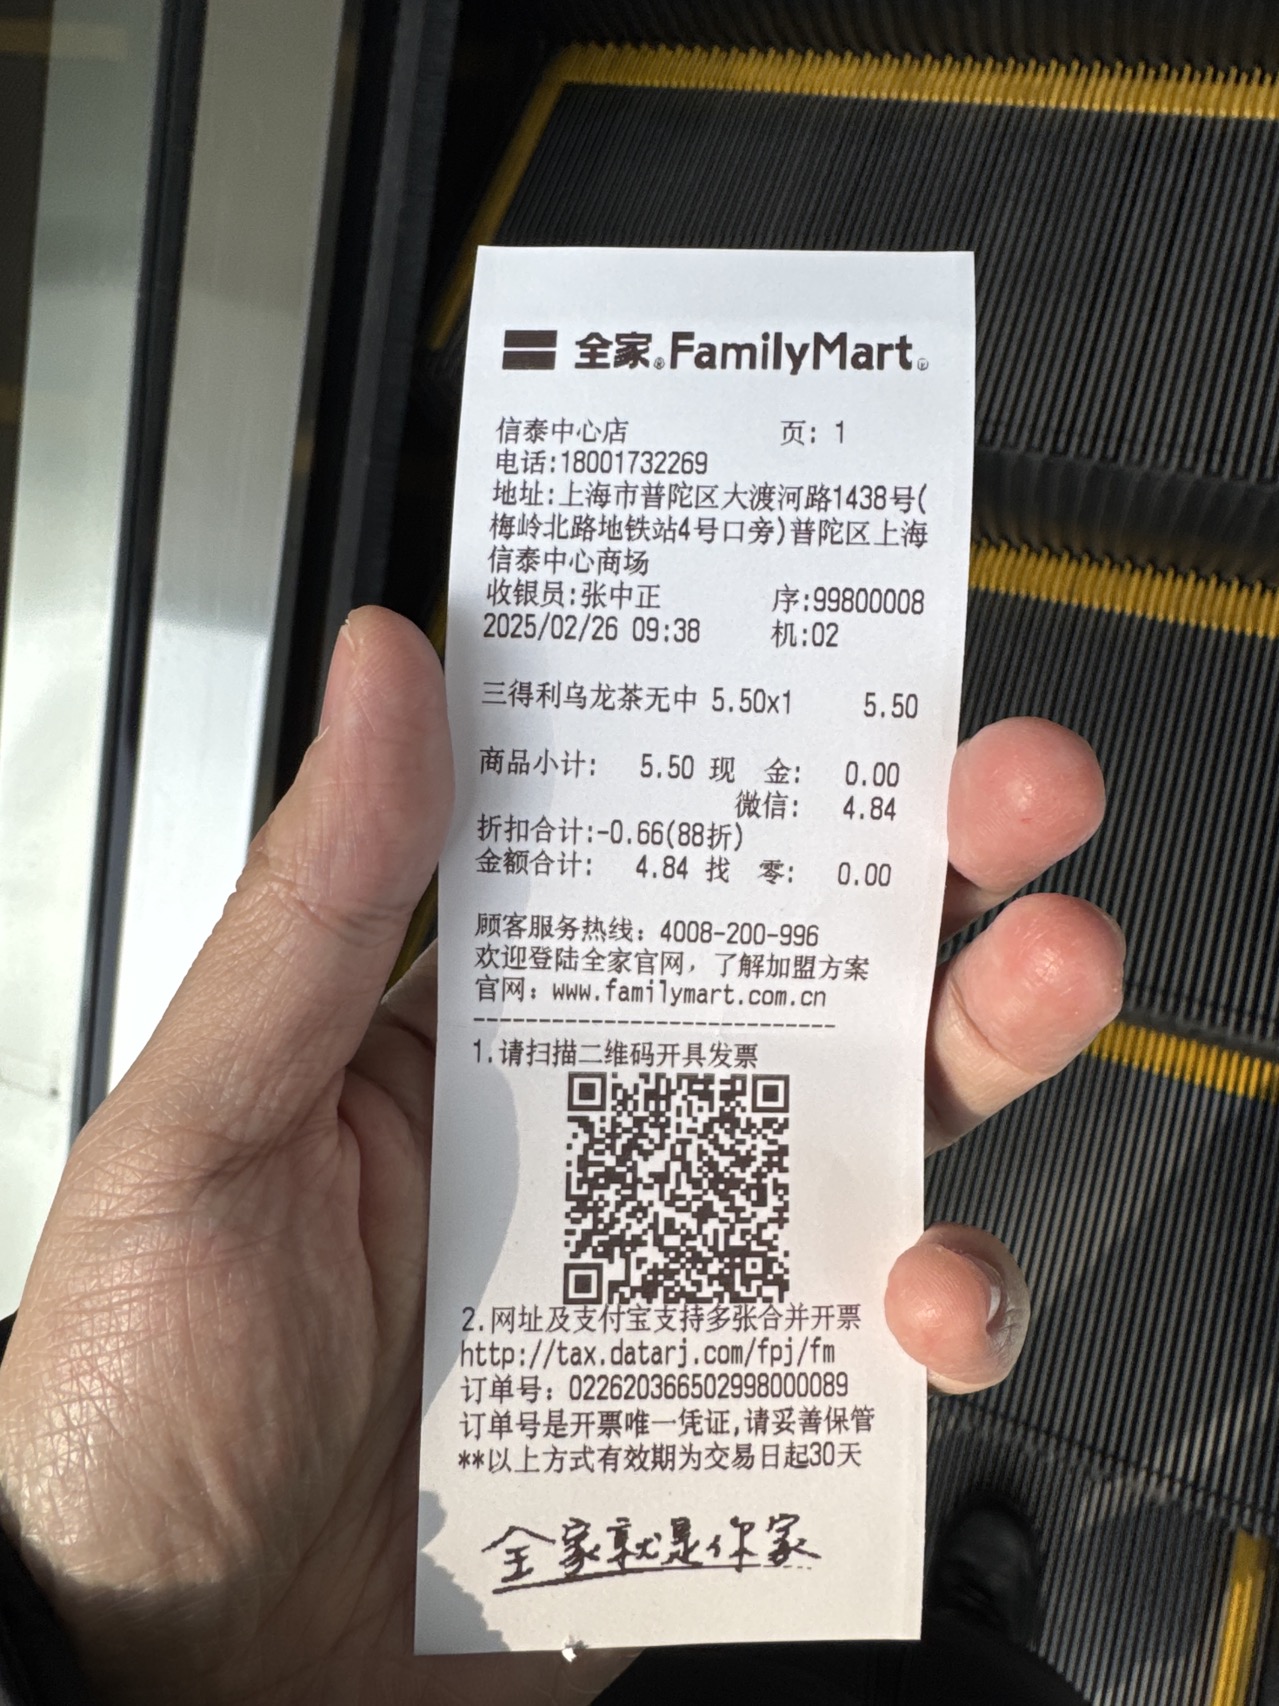 全家®FamilyMart®
信泰中心店 页: 1
电话:18001732269
地址:上海市普陀区大渡河路1438号(
梅岭北路地铁站4号口旁)普陀区上海
信泰中心商场
收银员:张中正 序:99800008
2025/02/26 09:38 机:02
三得利乌龙茶无中 5.50x1 5.50
商品小计: 5.50 现 金: 0.00
微信: 4.84
折扣合计:-0.66(88折)
金额合计: 4.84 找 零: 0.00
顾客服务热线: 4008-200-996
欢迎登陆全家官网，了解加盟方案
官网: www.familymart.com.cn
---------------------------
1.请扫描二维码开具发票
2.网址及支付宝支持多张合并开票
http://tax.datarj.com/fpj/fm
订单号: 022620366502998000089
订单号是开票唯一凭证,请妥善保管
**以上方式有效期为交易日起30天
全家就是你家